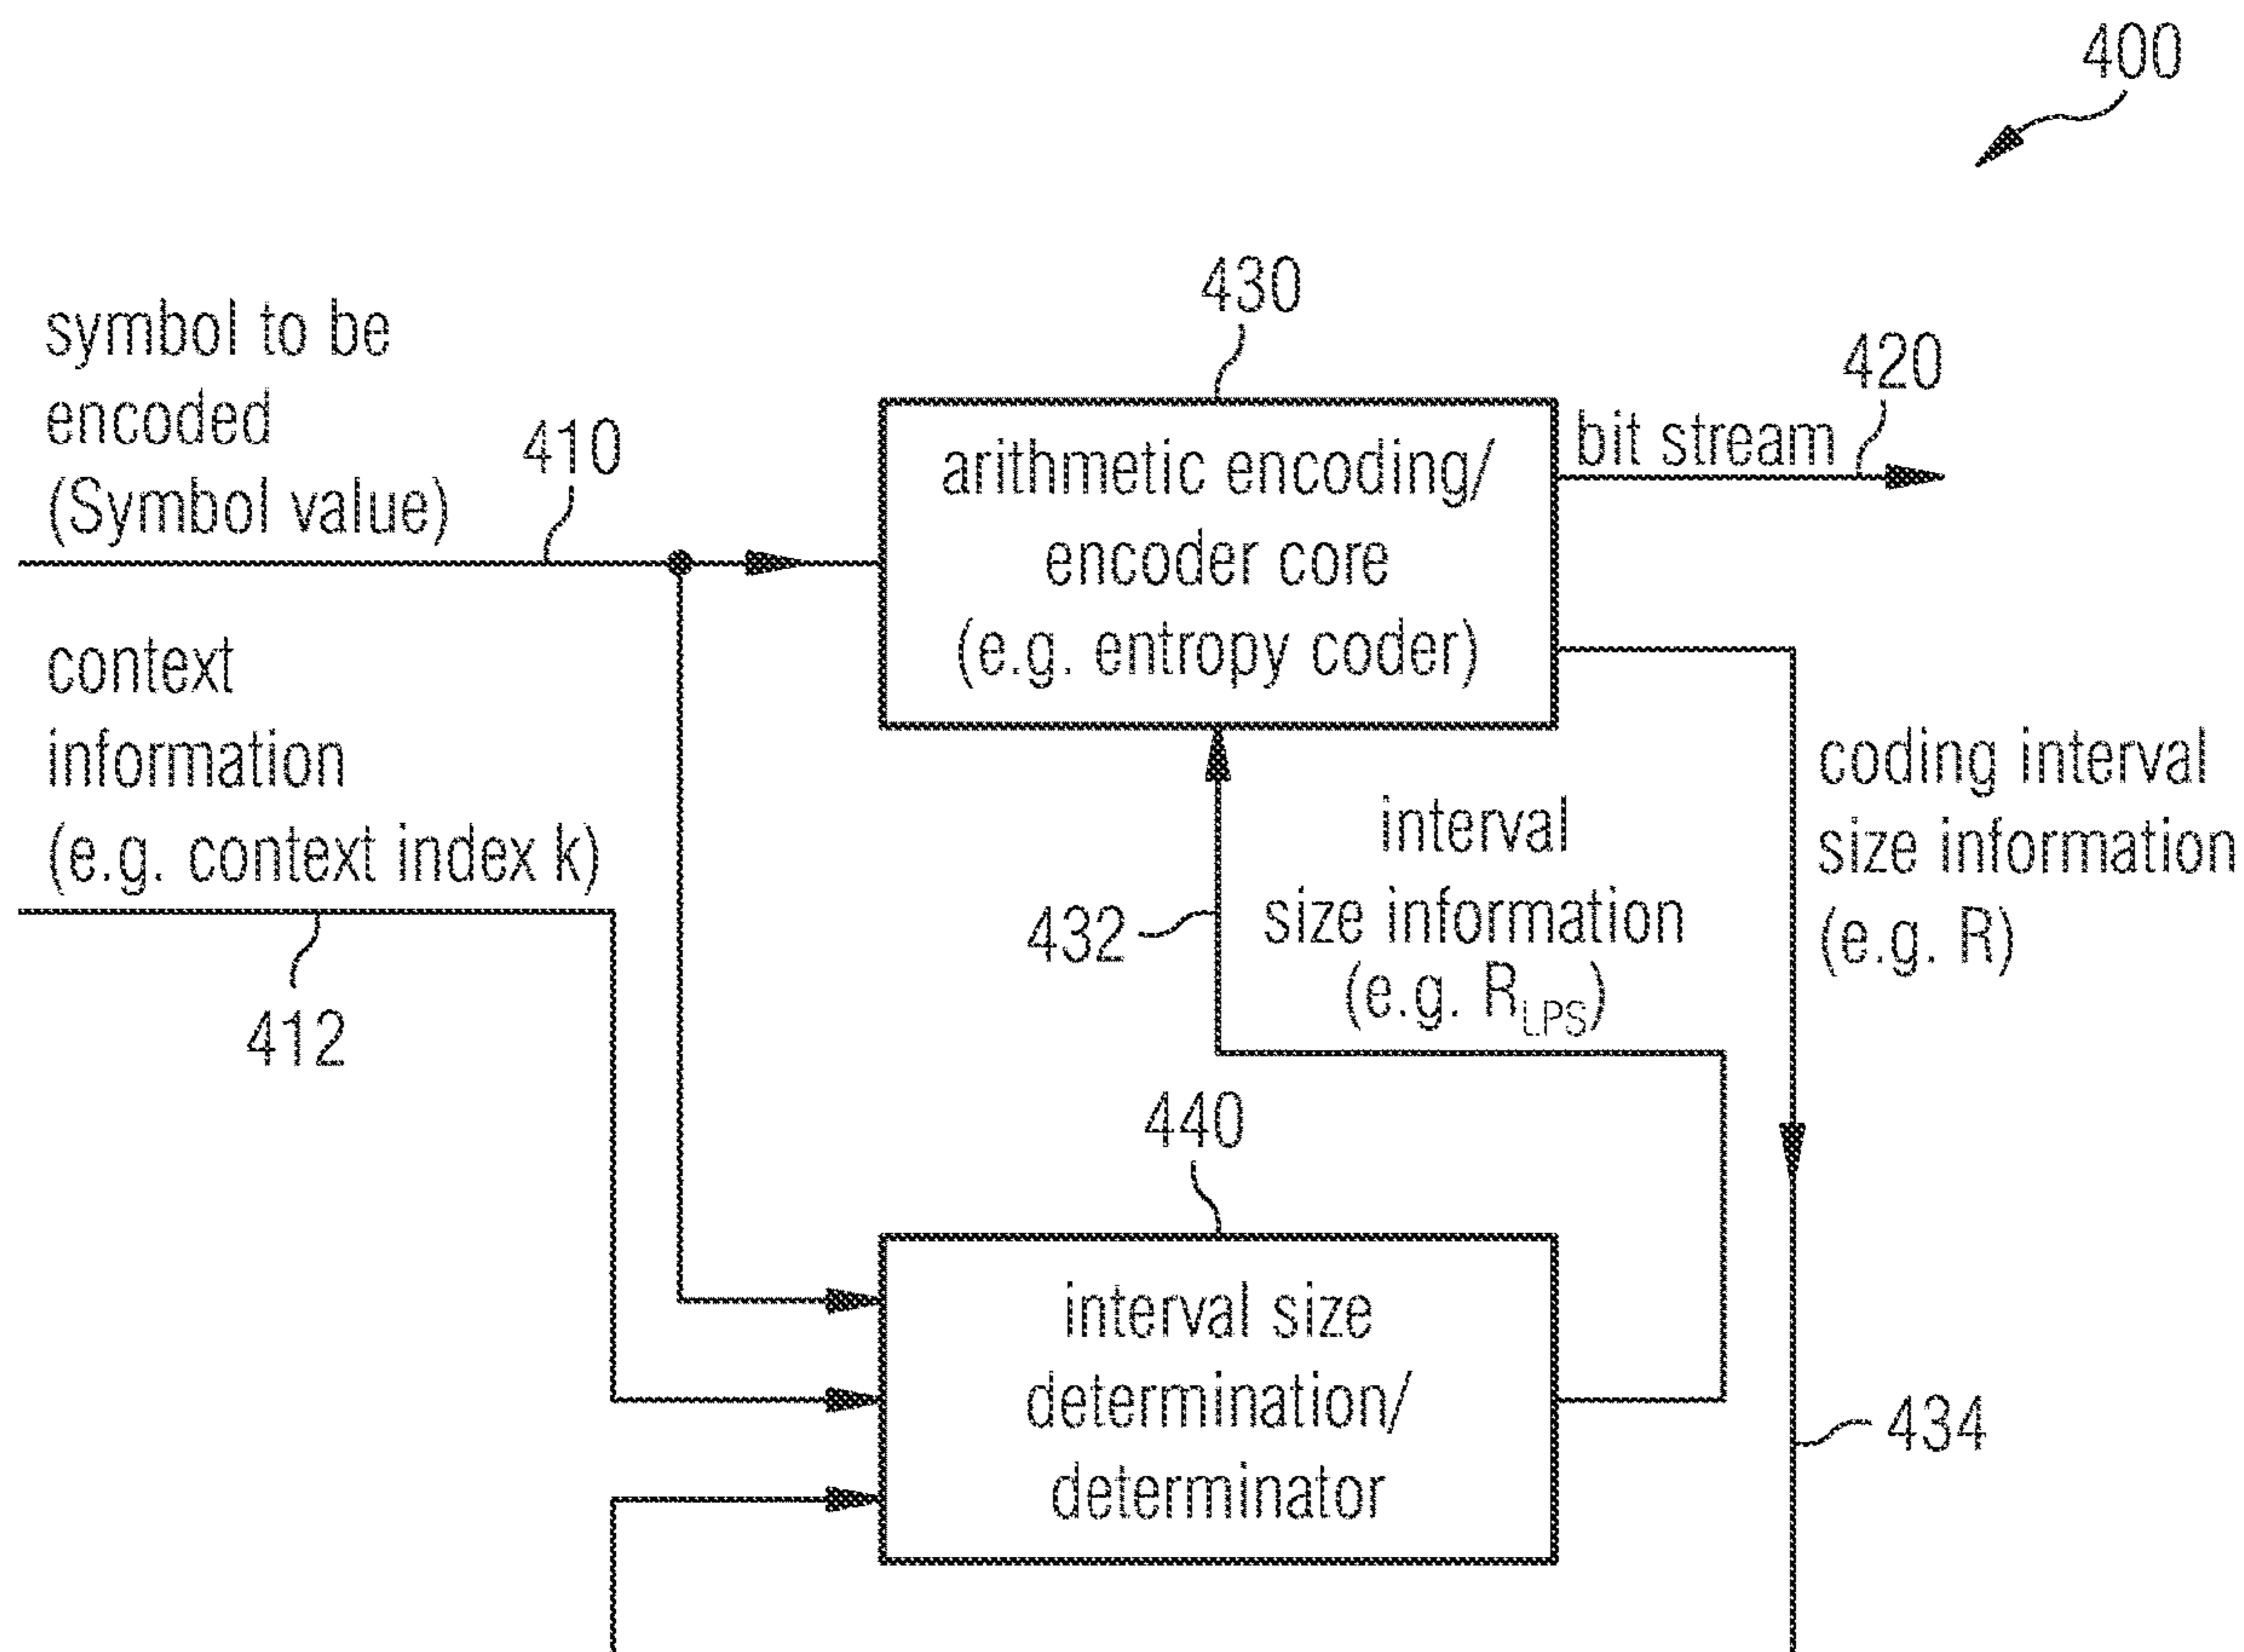 400
symbol to be
encoded
(Symbol value)
410
context
information
(e.g. context index k)
412
430
arithmetic encoding/
encoder core
(e.g. entropy coder)
bit stream
420
coding interval
size information
(e.g. R)
interval
size information
(e.g. R_LPS)
432
440
interval size
determination/
determinator
434